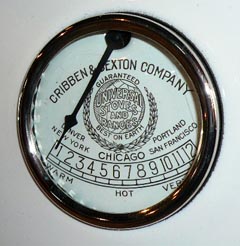 CRIBBEN & SEXTON COMPANY
GUARANTEED
UNIVERSAL
STOVES
AND
RANGES
BEST ON EARTH
DENVER PORTLAND
NEW YORK SAN FRANCISCO
CHICAGO
1 2 3 4 5 6 7 8 9 10 11 12
WARM HOT VERY